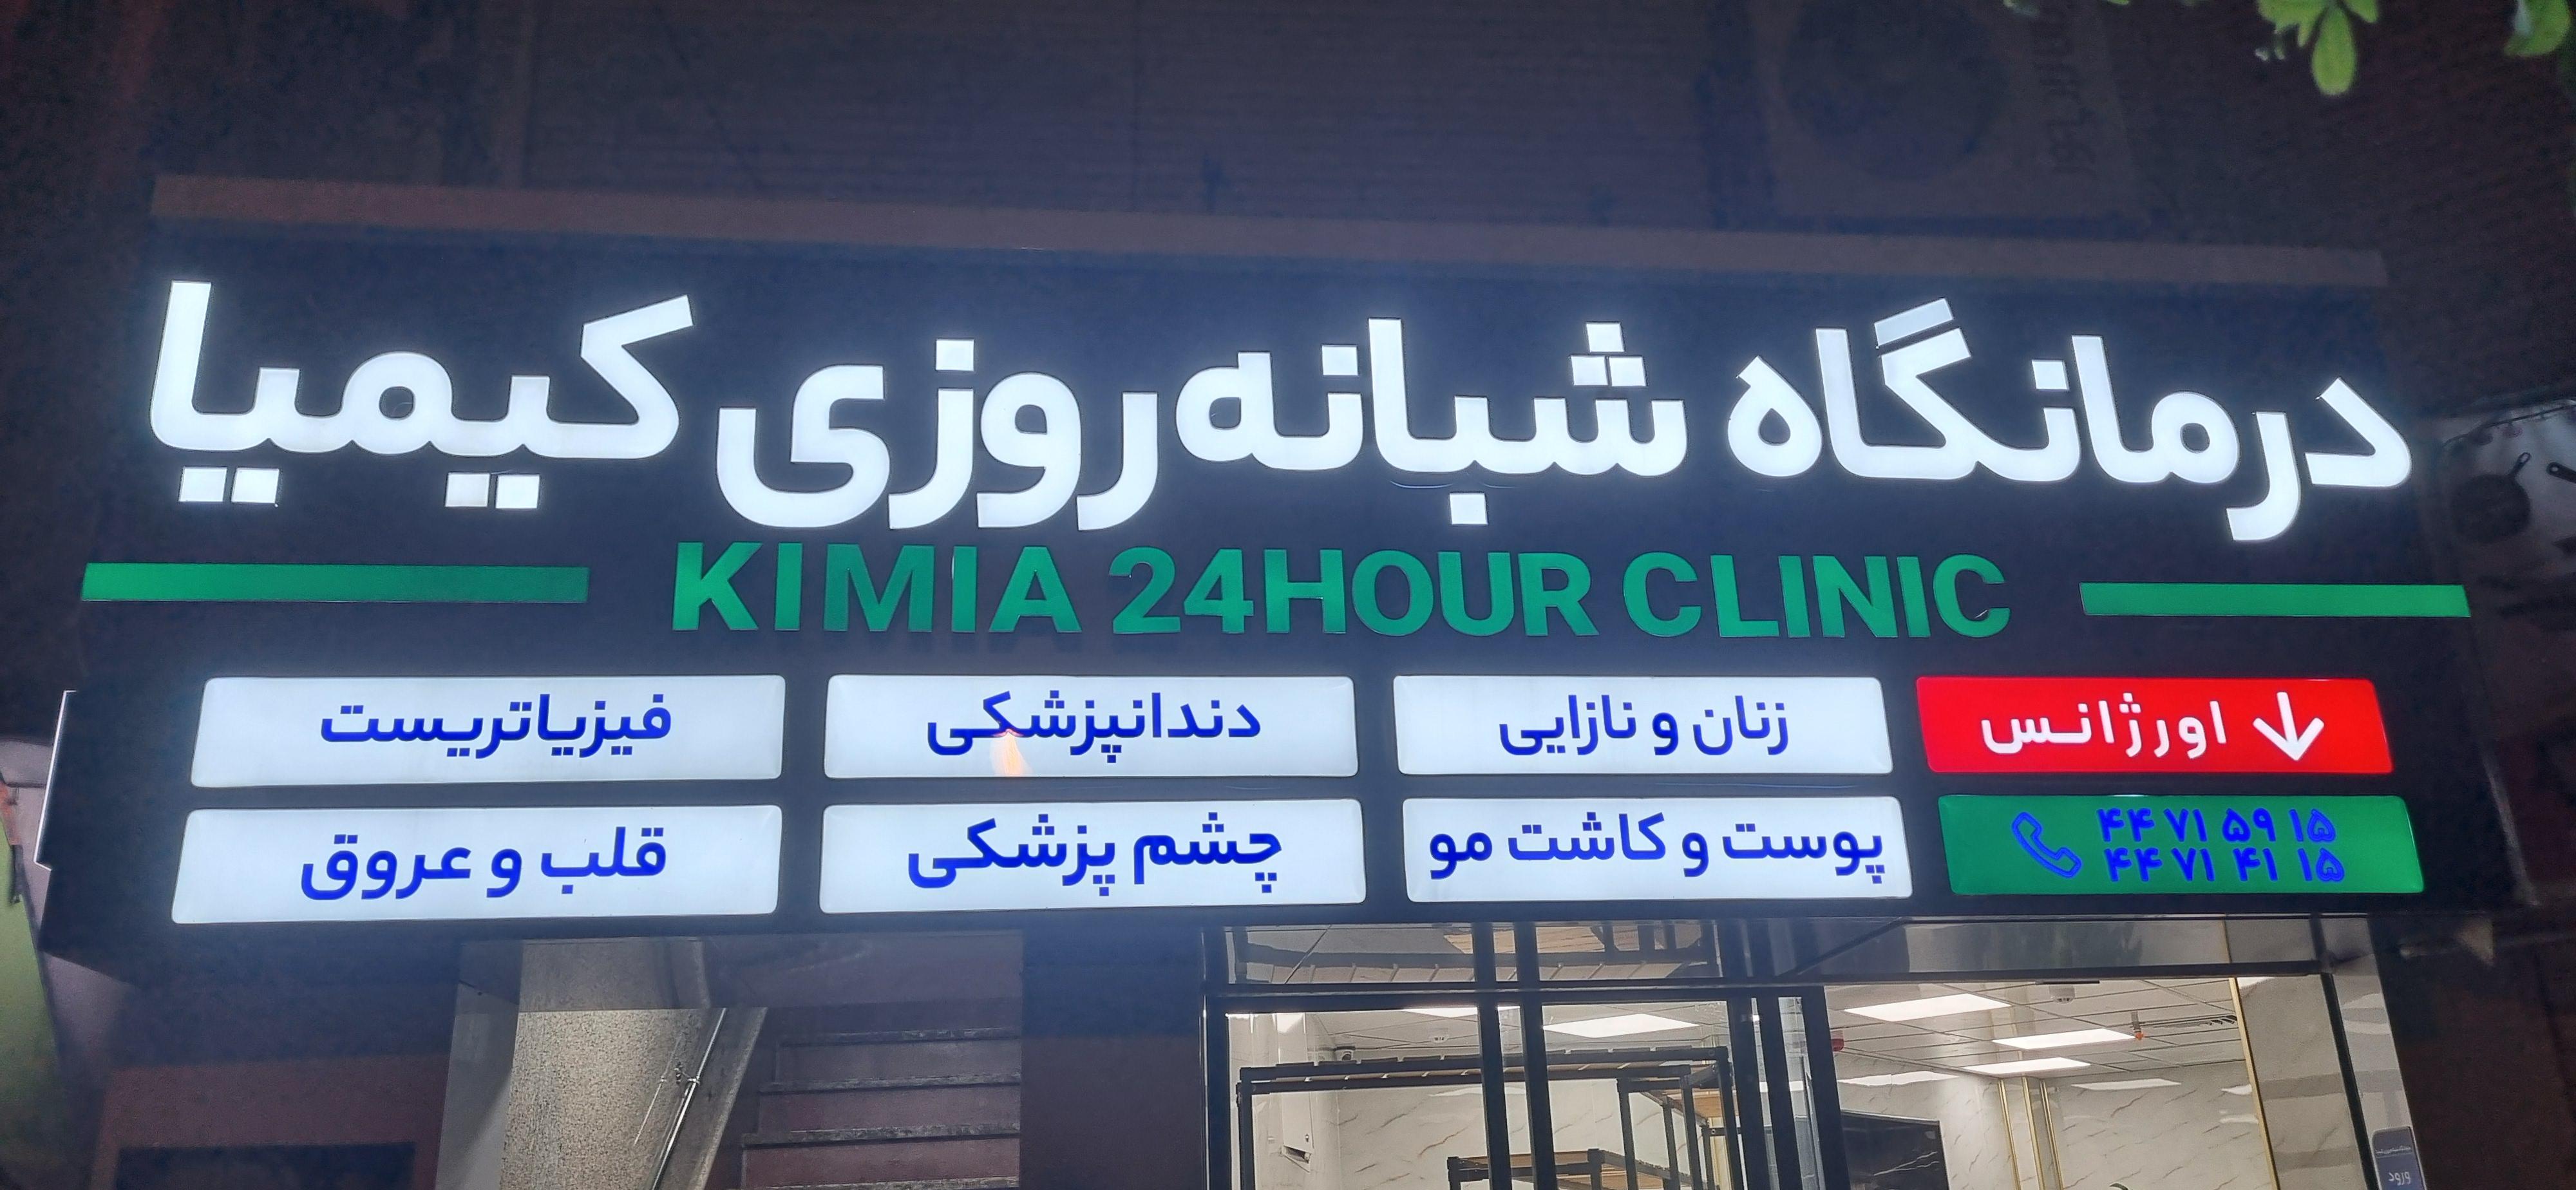 درمانگاه شبانه‌روزی کیمیا
KIMIA 24HOUR CLINIC
اورژانس
زنان و نازایی
دندانپزشکی
فیزیاتریست
۴۴ ۷۱ ۵۹ ۱۵
۴۴ ۷۱ ۴۱ ۱۵
پوست و کاشت مو
چشم پزشکی
قلب و عروق
ورود